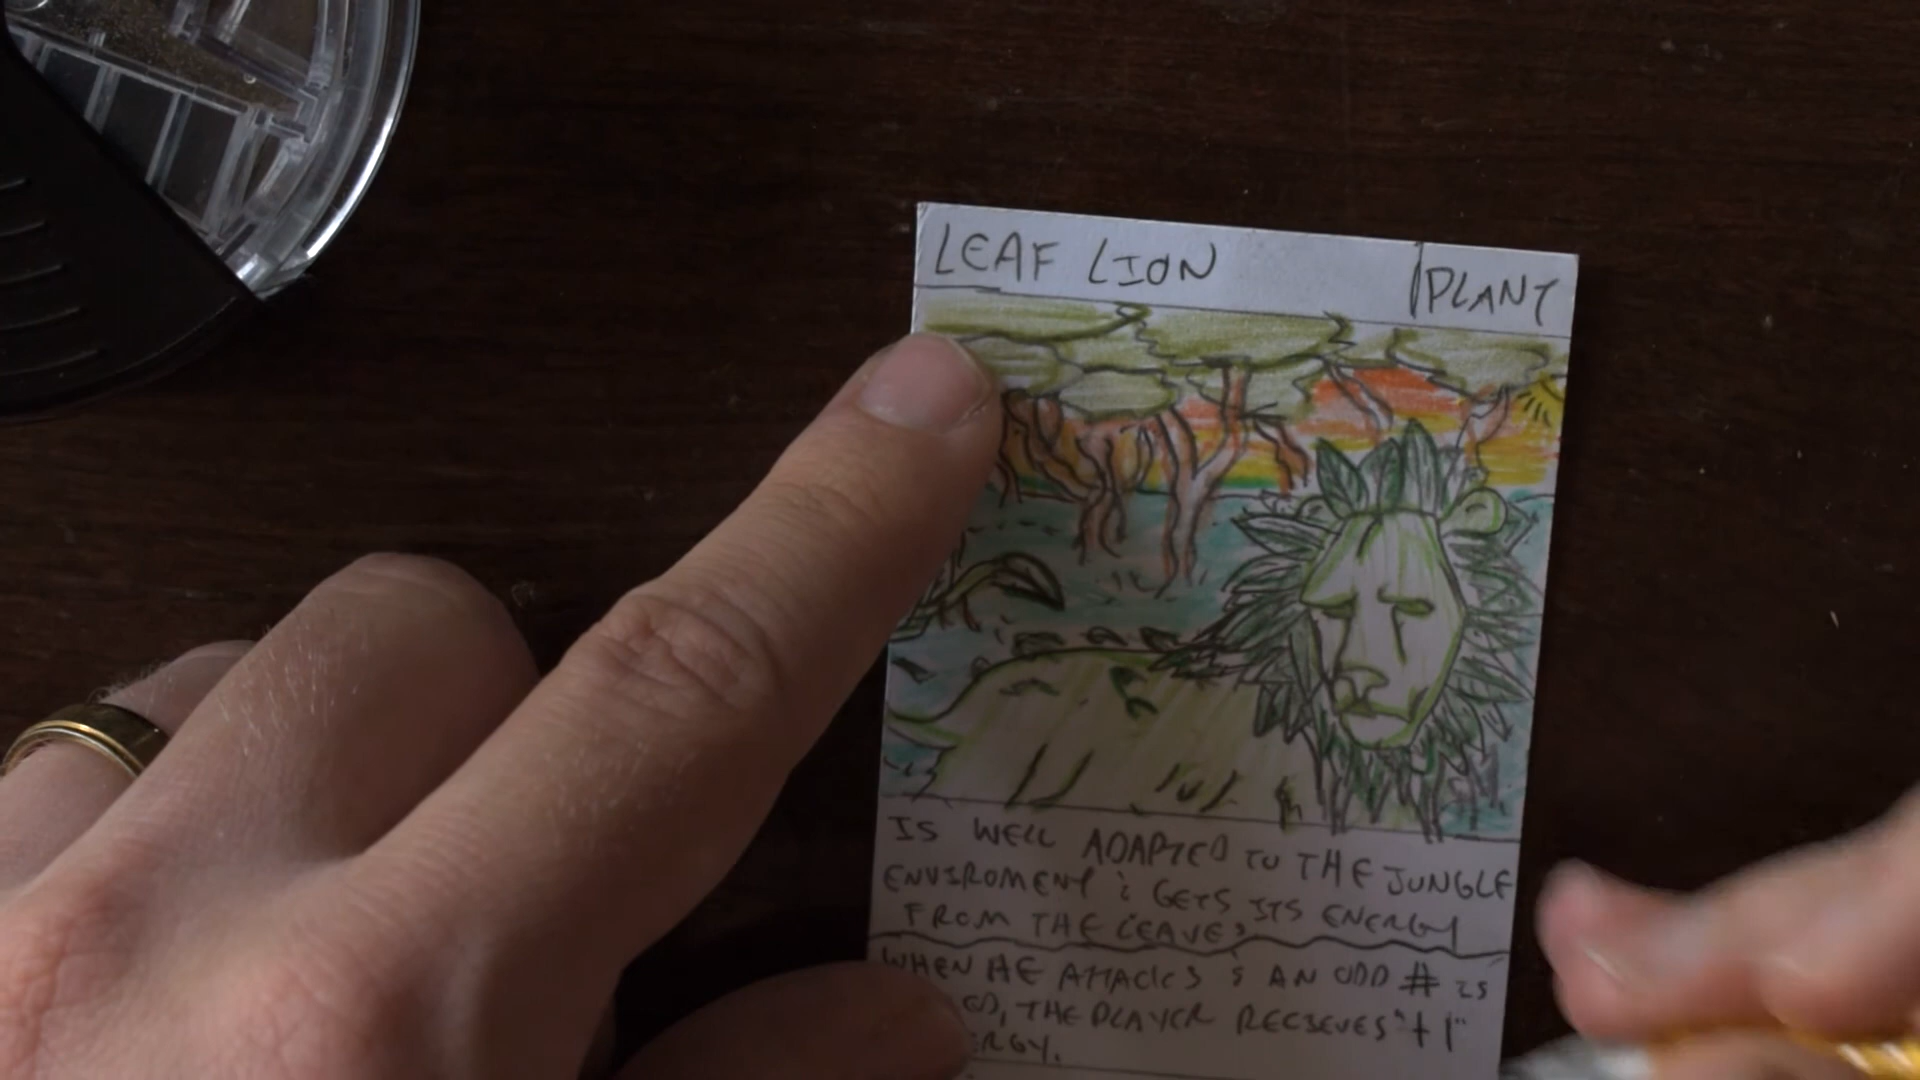 LEAF LION
PLANT
IS WELL ADAPTED TO THE JUNGLE
ENVIROMENT & GETS ITS ENERGY
FROM THE LEAVES
WHEN HE ATTACKS & AN ODD # IS
THE PLAYER RECIEVES "+1"